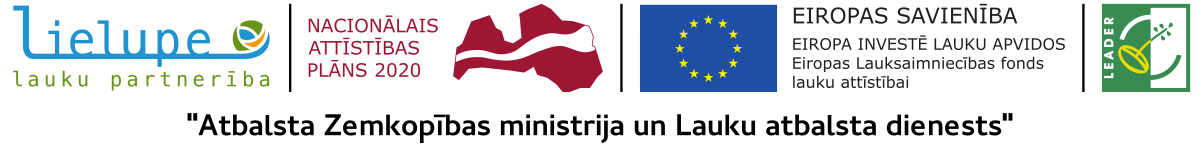 Lielupe
lauku partnerība
NACIONĀLAIS
ATTĪSTĪBAS
PLĀNS 2020
EIROPAS SAVIENĪBA
EIROPA INVESTĒ LAUKU APVIDOS
Eiropas Lauksaimniecības fonds
lauku attīstībai
LEADER
"Atbalsta Zemkopības ministrija un Lauku atbalsta dienests"